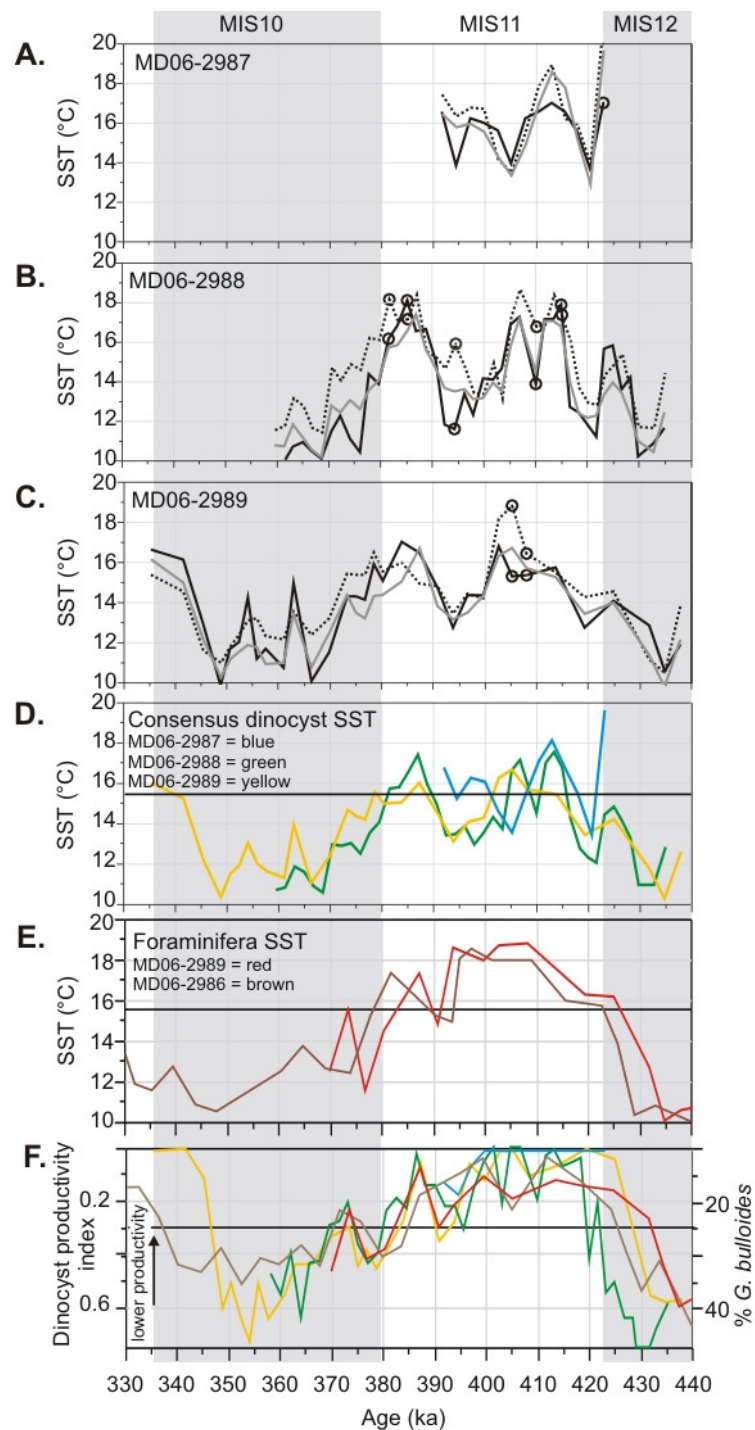 MIS10 MIS11 MIS12
A.
MD06-2987
SST (°C)
20
18
16
14
12
10
B.
MD06-2988
SST (°C)
20
18
16
14
12
10
C.
MD06-2989
SST (°C)
20
18
16
14
12
10
D.
Consensus dinocyst SST
MD06-2987 = blue
MD06-2988 = green
MD06-2989 = yellow
SST (°C)
20
18
16
14
12
10
E.
Foraminifera SST
MD06-2989 = red
MD06-2986 = brown
SST (°C)
20
18
16
14
12
10
F.
Dinocyst productivity
index
lower productivity
0.2
0.4
0.6
20
40
% G. bulloides
330 340 350 360 370 380 390 400 410 420 430 440
Age (ka)